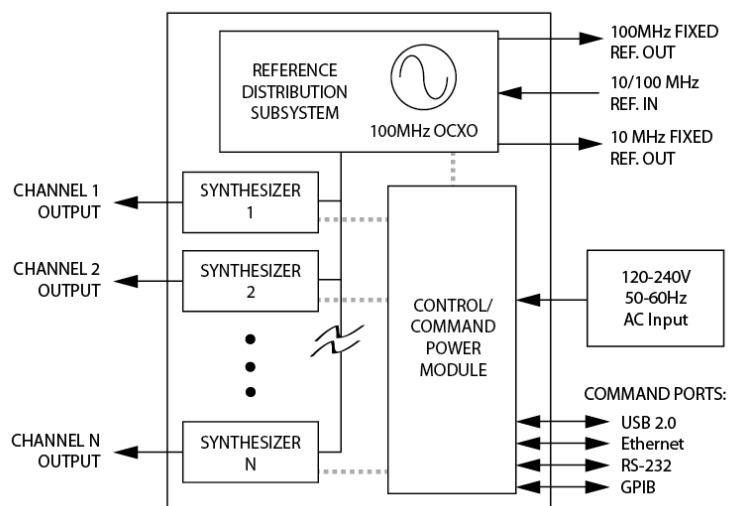 REFERENCE
DISTRIBUTION
SUBSYSTEM
100MHz OCXO
100MHz FIXED
REF. OUT
10/100 MHz
REF. IN
10 MHz FIXED
REF. OUT
CHANNEL 1
OUTPUT
SYNTHESIZER
1
CHANNEL 2
OUTPUT
SYNTHESIZER
2
CONTROL/
COMMAND
POWER
MODULE
120-240V
50-60Hz
AC Input
COMMAND PORTS:
USB 2.0
Ethernet
RS-232
GPIB
CHANNEL N
OUTPUT
SYNTHESIZER
N